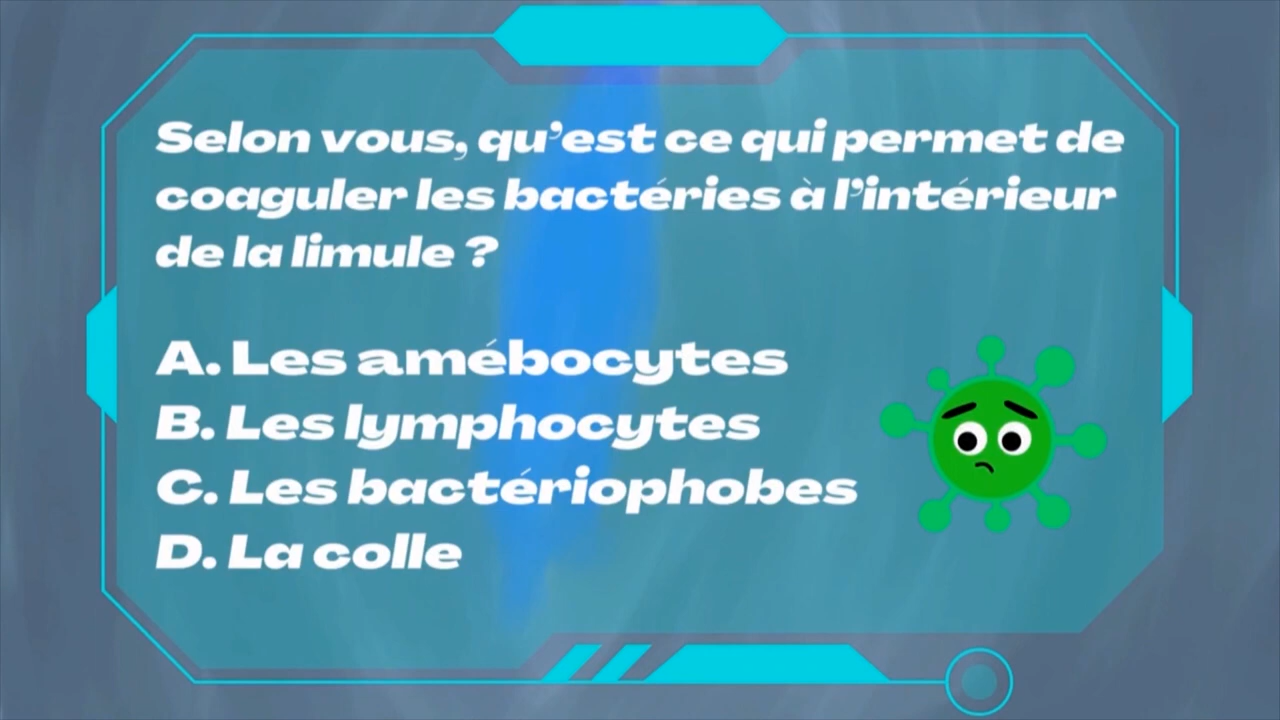 Selon vous, qu’est ce qui permet de
coaguler les bactéries à l’intérieur
de la limule ?
A. Les amébocytes
B. Les lymphocytes
C. Les bactériophobes
D. La colle